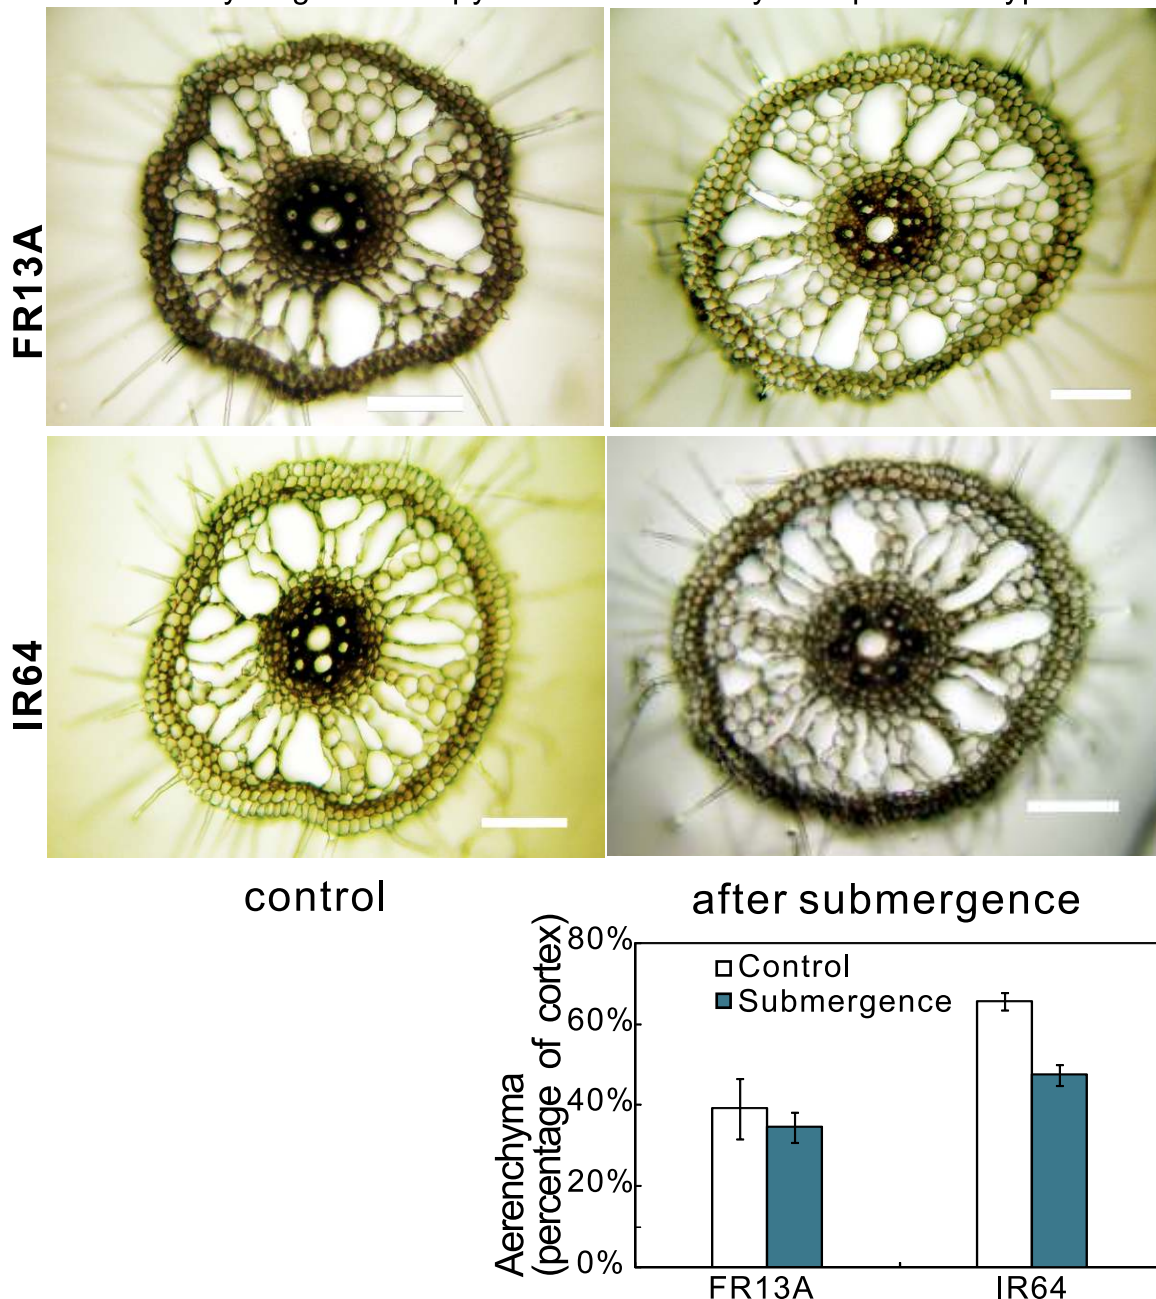 FR13A
IR64
control
after submergence
Aerenchyma
(percentage of cortex)
80%
60%
40%
20%
0%
Control
Submergence
FR13A
IR64